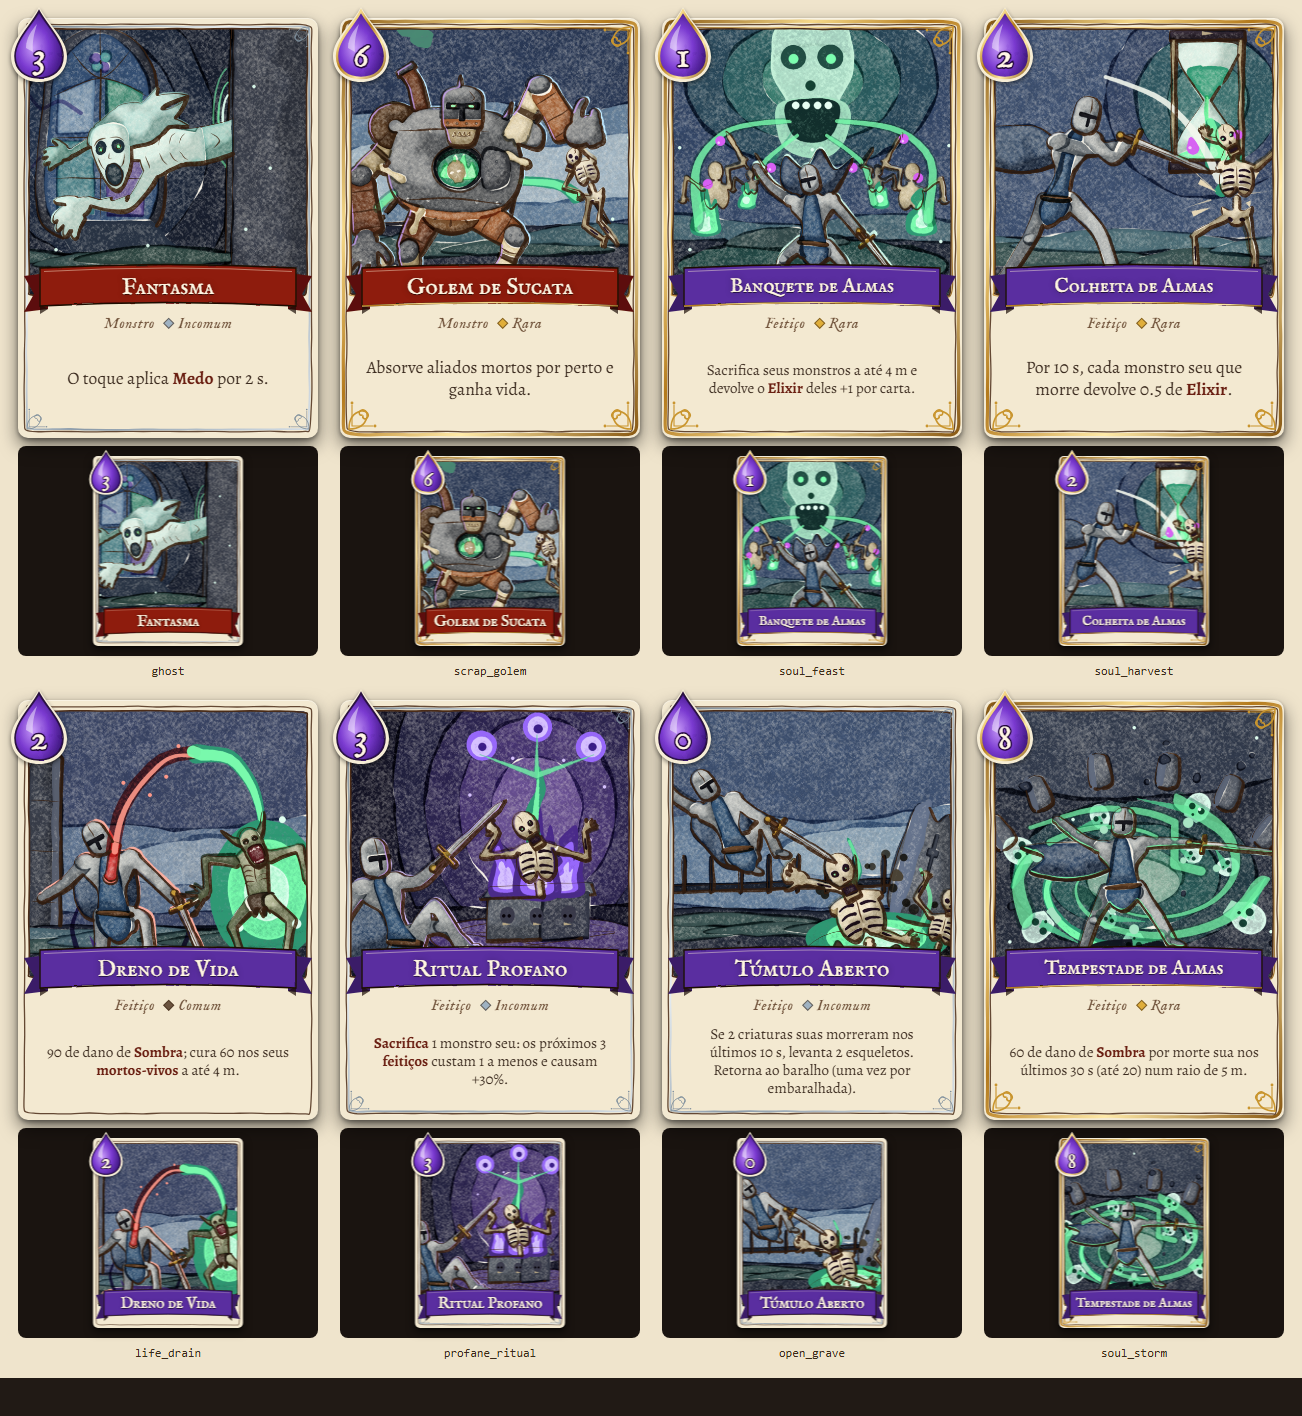 3
Fantasma
Monstro Incomum
O toque aplica Medo por 2 s.
6
Golem de Sucata
Monstro Rara
Absorve aliados mortos por perto e
ganha vida.
1
Banquete de Almas
Feitiço Rara
Sacrifica seus monstros a até 4 m e
devolve o Elixir deles +1 por carta.
2
Colheita de Almas
Feitiço Rara
Por 10 s, cada monstro seu que
morre devolve 0.5 de Elixir.
3
Fantasma
6
Golem de Sucata
1
Banquete de Almas
2
Colheita de Almas
ghost
scrap_golem
soul_feast
soul_harvest
2
Dreno de Vida
Feitiço Comum
90 de dano de Sombra; cura 60 nos seus
mortos-vivos a até 4 m.
3
Ritual Profano
Feitiço Incomum
Sacrifica 1 monstro seu: os próximos 3
feitiços custam 1 a menos e causam
+30%.
0
Túmulo Aberto
Feitiço Incomum
Se 2 criaturas suas morreram nos
últimos 10 s, levanta 2 esqueletos.
Retorna ao baralho (uma vez por
embaralhada).
8
Tempestade de Almas
Feitiço Rara
60 de dano de Sombra por morte sua nos
últimos 30 s (até 20) num raio de 5 m.
2
Dreno de Vida
3
Ritual Profano
0
Túmulo Aberto
8
Tempestade de Almas
life_drain
profane_ritual
open_grave
soul_storm